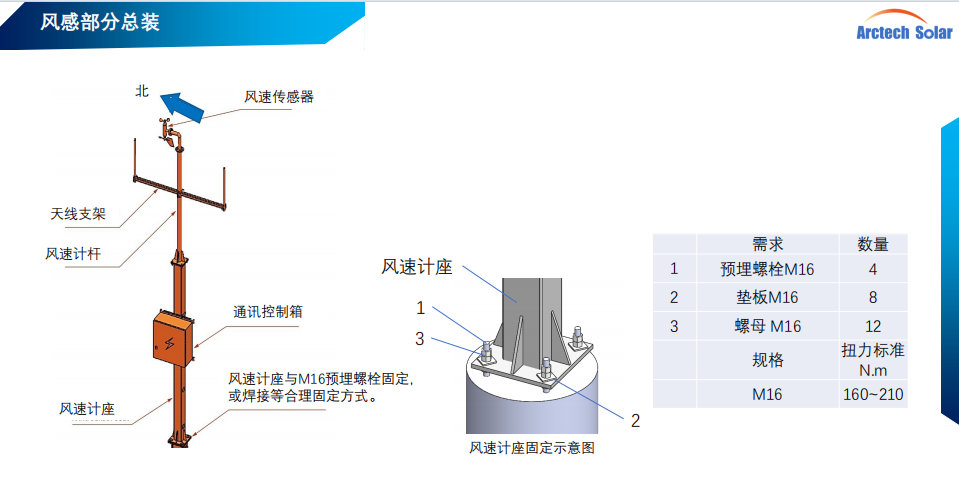 风感部分总装
Arctech Solar
北
风速传感器
天线支架
风速计杆
通讯控制箱
风速计座与M16预埋螺栓固定，
或焊接等合理固定方式。
风速计座
风速计座
1
3
2
风速计座固定示意图
需求 数量
1 预埋螺栓M16 4
2 垫板M16 8
3 螺母 M16 12
规格 扭力标准
N.m
M16 160~210